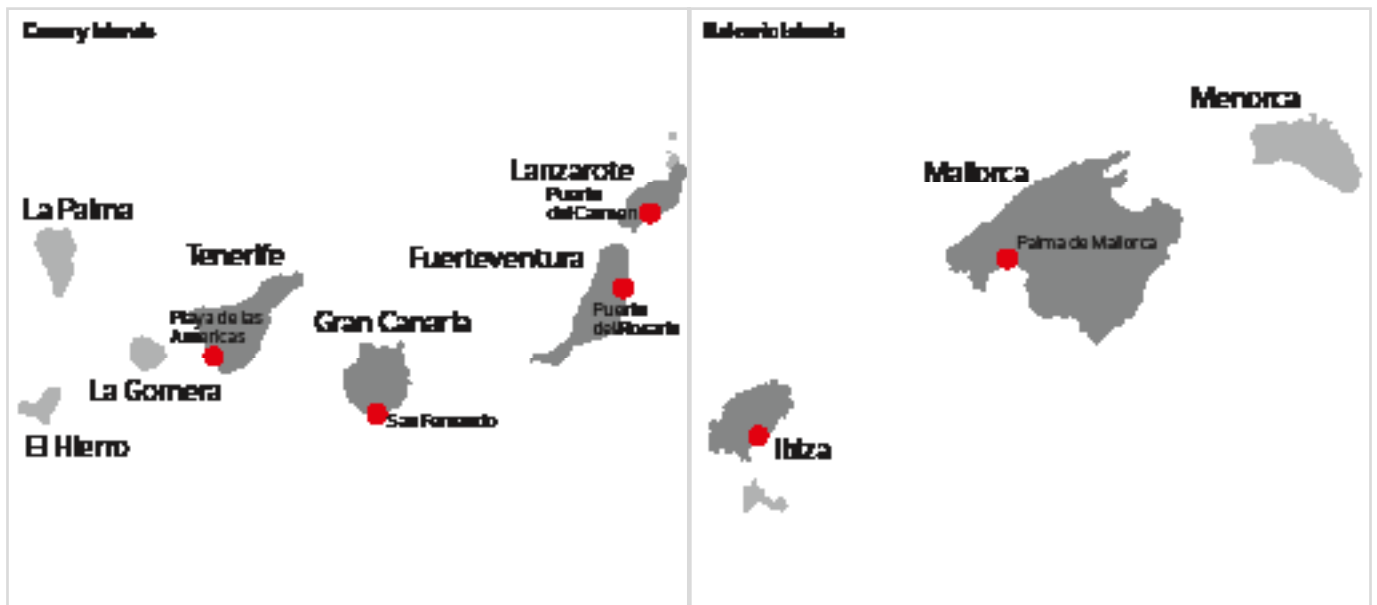 Canary Islands
Balearic Islands
Menorca
Lanzarote
Mallorca
Puerto
del Carmen
La Palma
Tenerife
Fuerteventura
Palma de Mallorca
Playa de las
Americas
Gran Canaria
Puerto
del Rosario
La Gomera
San Fernando
El Hierro
Ibiza